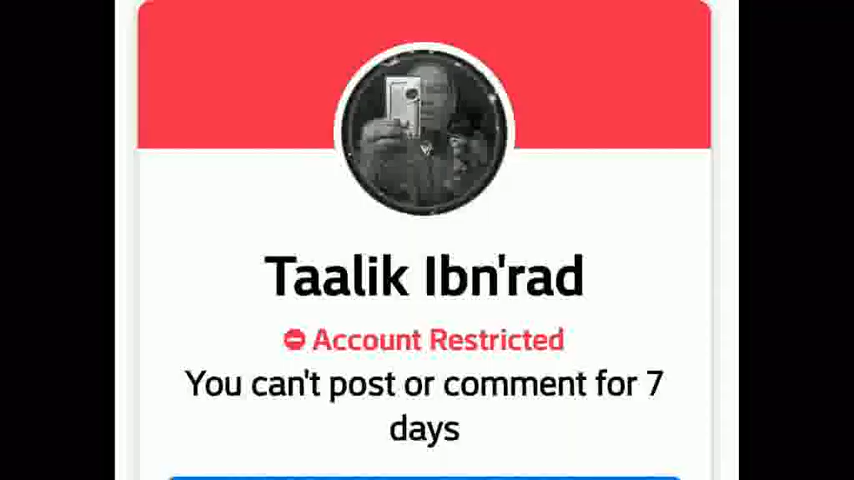 Taalik Ibn'rad
Account Restricted
You can't post or comment for 7
days